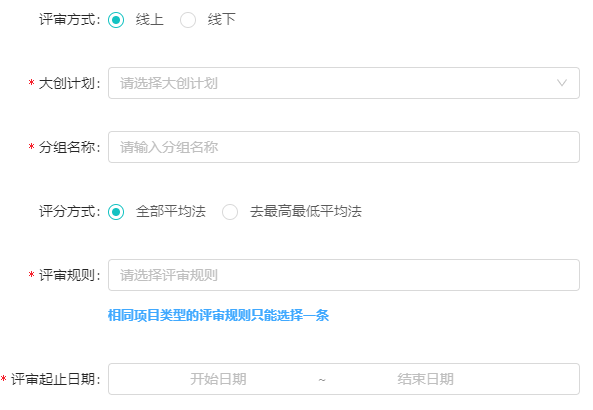 评审方式: 线上 线下
* 大创计划: 请选择大创计划
* 分组名称: 请输入分组名称
评分方式: 全部平均法 去最高最低平均法
* 评审规则: 请选择评审规则
相同项目类型的评审规则只能选择一条
* 评审起止日期: 开始日期 ~ 结束日期